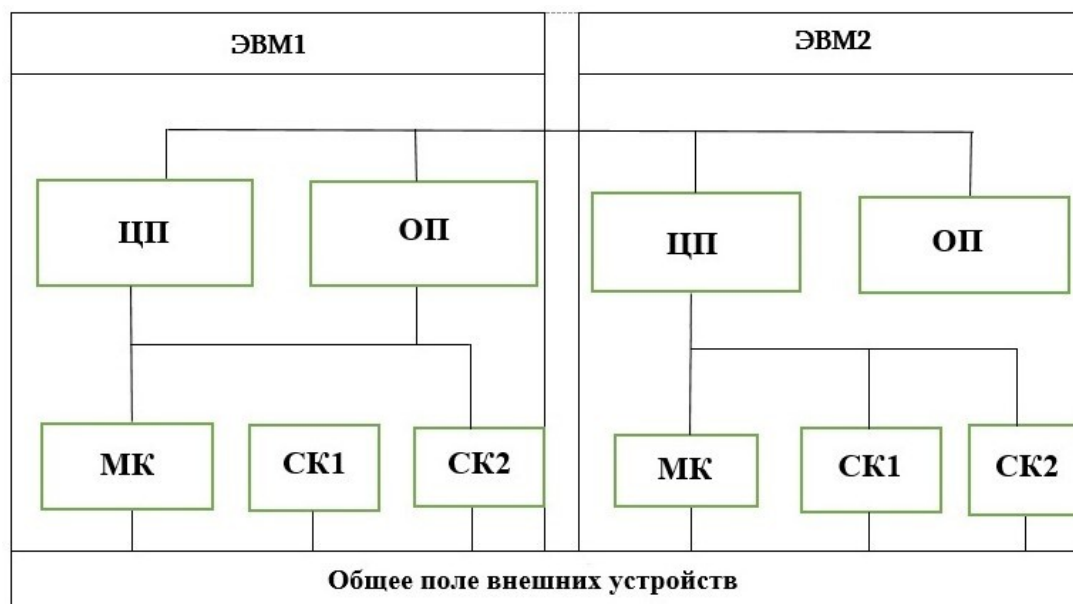 ЭВМ1
ЭВМ2
ЦП
ОП
ЦП
ОП
МК
СК1
СК2
МК
СК1
СК2
Общее поле внешних устройств